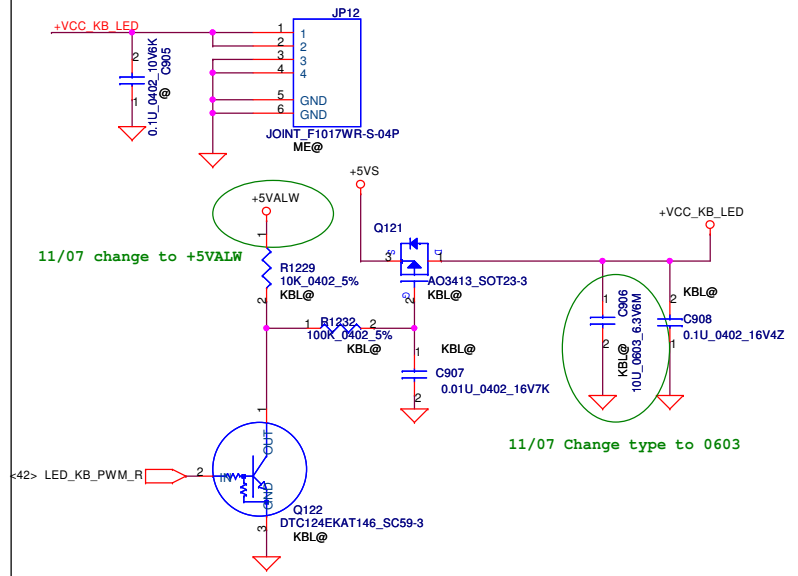 +VCC_KB_LED
2
1
0.1U_0402_10V6K
C905
@
JP12
1
2
3
4
5
6
1
2
3
4
GND
GND
JOINT_F1017WR-S-04P
ME@
+5VALW
11/07 change to +5VALW
1
R1229
10K_0402_5%
KBL@
2
+5VS
Q121
3
S
D
1
G
2
AO3413_SOT23-3
KBL@
1
R1232
2
100K_0402_5%
KBL@
KBL@
1
C907
0.01U_0402_16V7K
2
+VCC_KB_LED
1
2
C906
10U_0603_6.3V6M
KBL@
KBL@
2
C908
0.1U_0402_16V4Z
1
11/07 Change type to 0603
<42>
LED_KB_PWM_R
2
IN
1
OUT
GND
3
Q122
DTC124EKAT146_SC59-3
KBL@